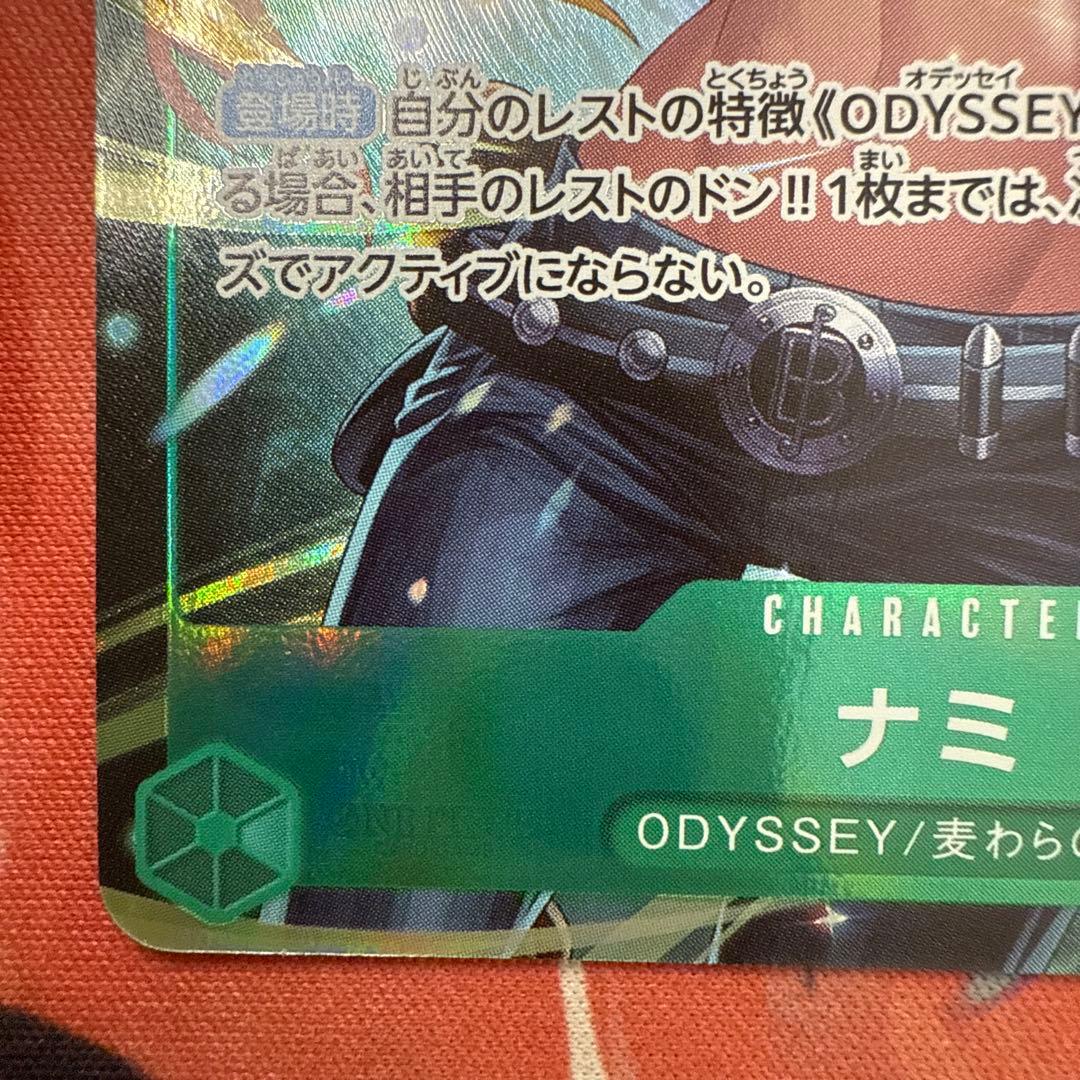 登場時 自分のレストの特徴《ODYSSEY
る場合、相手のレストのドン!!1枚までは、
ズでアクティブにならない。
CHARACTE
ナミ
ODYSSEY/麦わらの